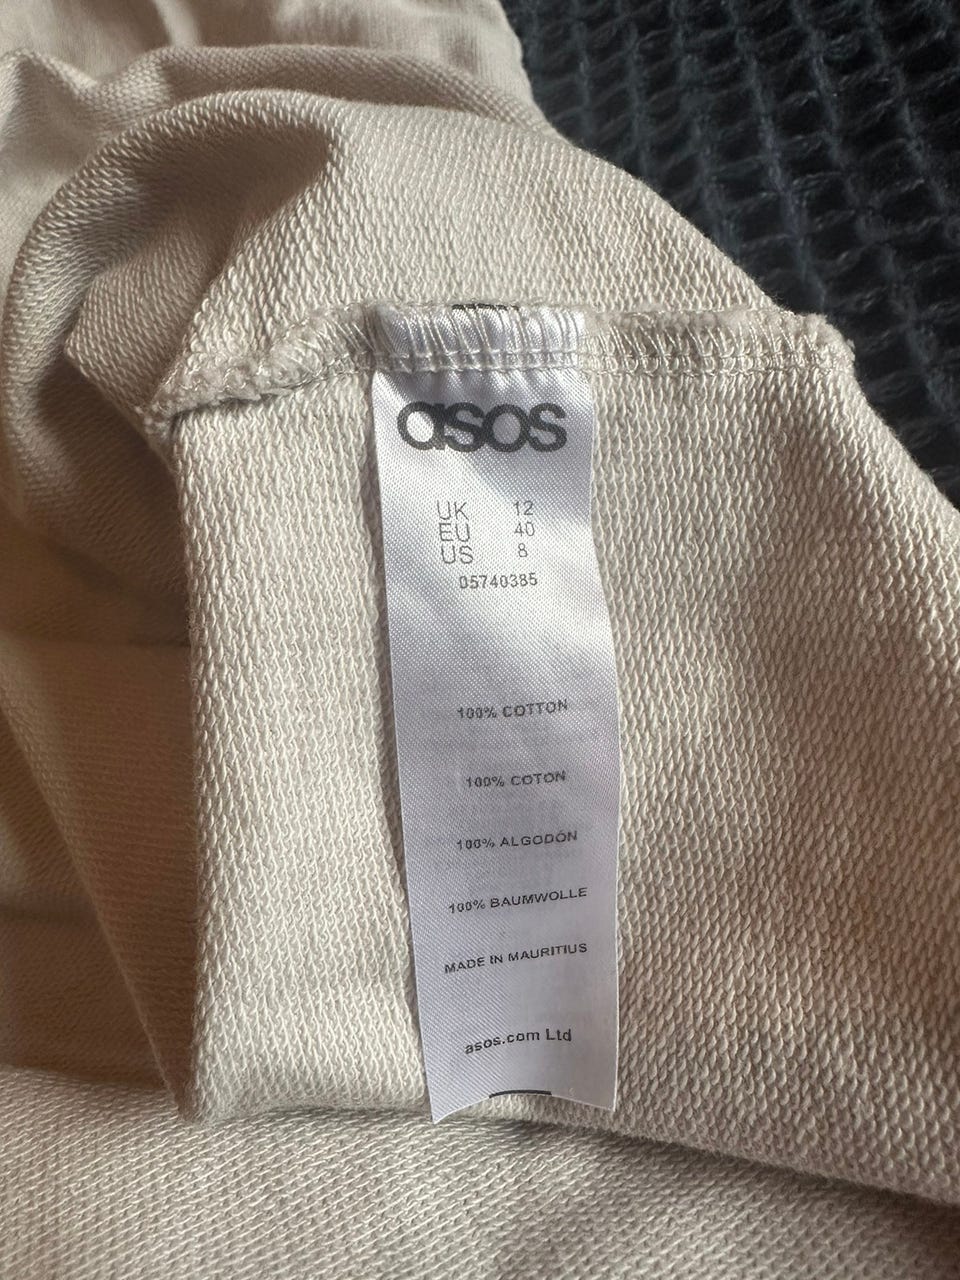 asos
UK 12
EU 40
US 8
05740385
100% COTTON
100% COTON
100% ALGODÓN
100% BAUMWOLLE
MADE IN MAURITIUS
asos.com Ltd